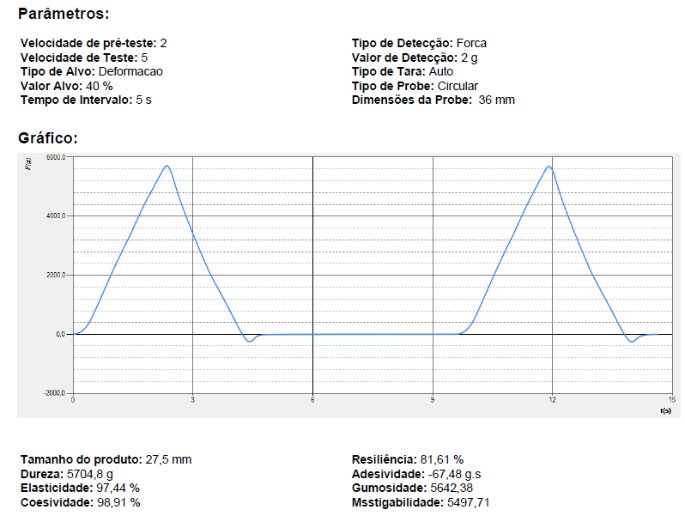 Parâmetros:
Velocidade de pré-teste: 2
Velocidade de Teste: 5
Tipo de Alvo: Deformacao
Valor Alvo: 40 %
Tempo de Intervalo: 5 s
Tipo de Detecção: Forca
Valor de Detecção: 2 g
Tipo de Tara: Auto
Tipo de Probe: Circular
Dimensões da Probe: 36 mm
Gráfico:
F(g)
6000,0
4000,0
2000,0
0,0
-2000,0
0
3
6
9
12
15
t(s)
Tamanho do produto: 27,5 mm
Dureza: 5704,8 g
Elasticidade: 97,44 %
Coesividade: 98,91 %
Resiliência: 81,61 %
Adesividade: -67,48 g.s
Gumosidade: 5642,38
Msstigabilidade: 5497,71